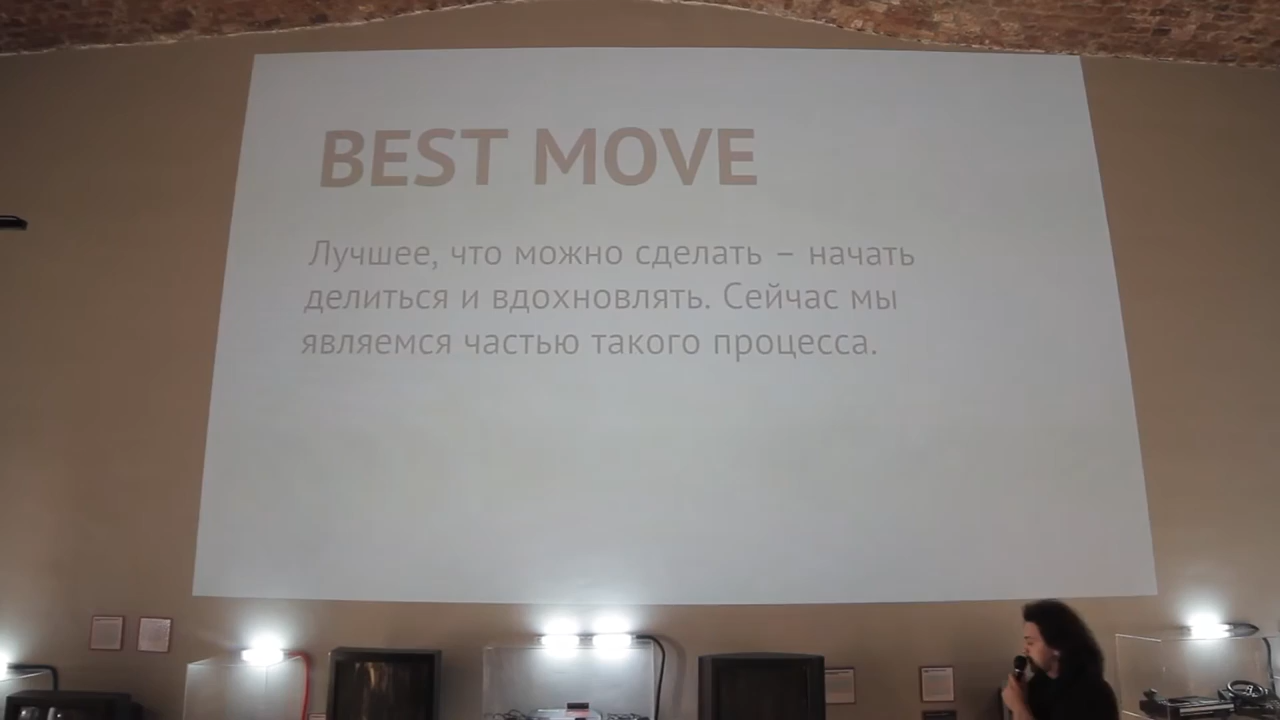 BEST MOVE
Лучшее, что можно сделать – начать
делиться и вдохновлять. Сейчас мы
являемся частью такого процесса.